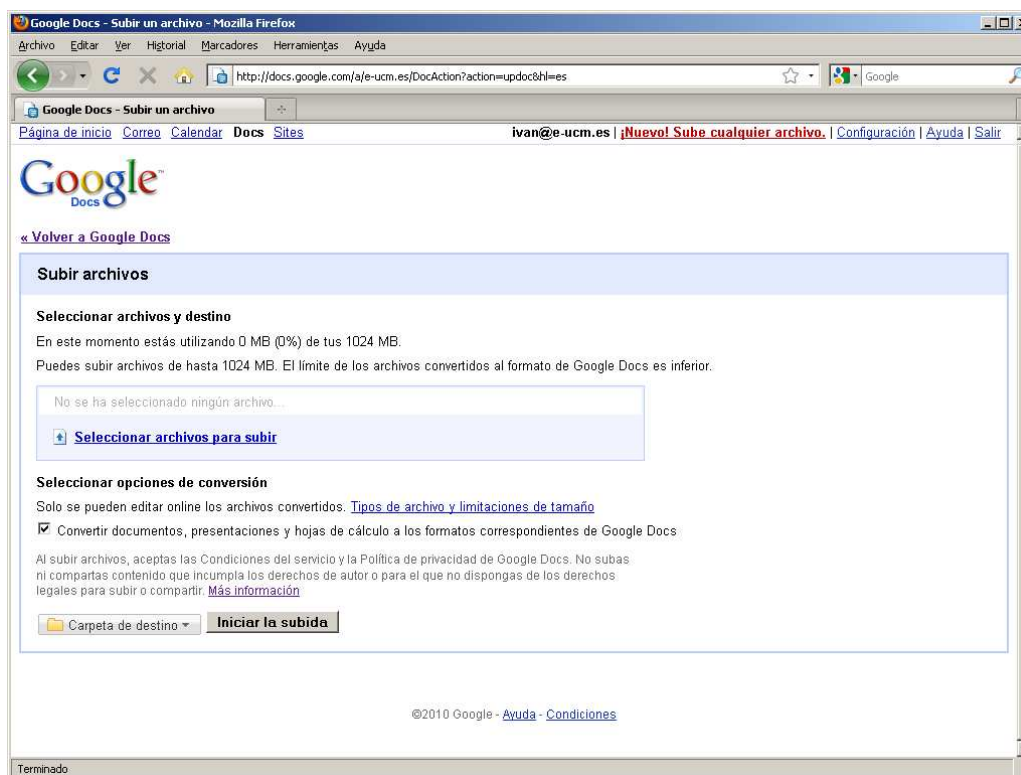 Google Docs - Subir un archivo - Mozilla Firefox
Archivo Editar Ver Historial Marcadores Herramientas Ayuda
http://docs.google.com/a/e-ucm.es/DocAction?action=updoc&hl=es Google
Google Docs - Subir un archivo
Página de inicio Correo Calendar Docs Sites ivan@e-ucm.es | ¡Nuevo! Sube cualquier archivo. | Configuración | Ayuda | Salir
Google™
Docs
« Volver a Google Docs
Subir archivos
Seleccionar archivos y destino
En este momento estás utilizando 0 MB (0%) de tus 1024 MB.
Puedes subir archivos de hasta 1024 MB. El límite de los archivos convertidos al formato de Google Docs es inferior.
No se ha seleccionado ningún archivo...
Seleccionar archivos para subir
Seleccionar opciones de conversión
Solo se pueden editar online los archivos convertidos. Tipos de archivo y limitaciones de tamaño
Convertir documentos, presentaciones y hojas de cálculo a los formatos correspondientes de Google Docs
Al subir archivos, aceptas las Condiciones del servicio y la Política de privacidad de Google Docs. No subas
ni compartas contenido que incumpla los derechos de autor o para el que no dispongas de los derechos
legales para subir o compartir. Más información
Carpeta de destino Iniciar la subida
©2010 Google - Ayuda - Condiciones
Terminado